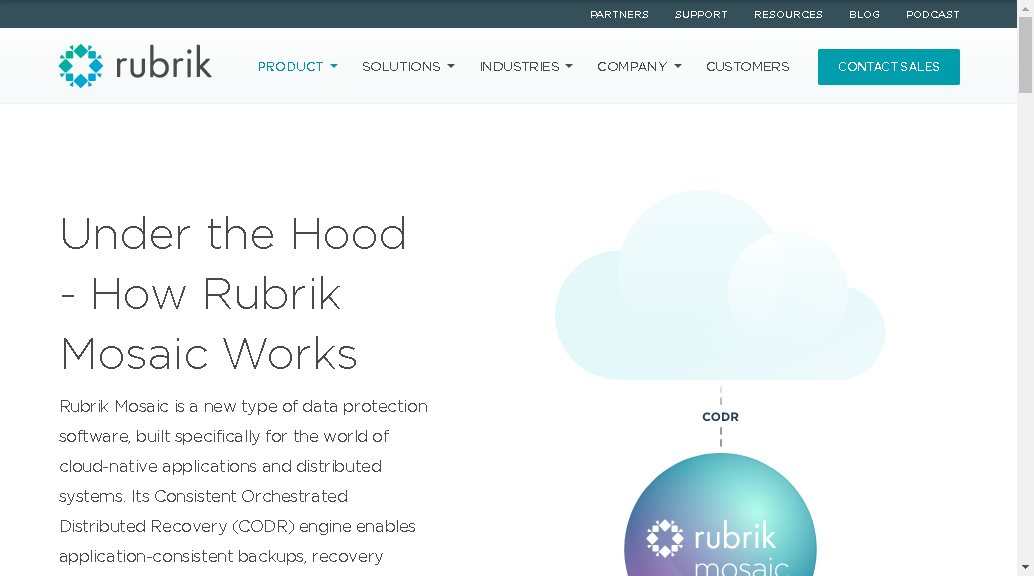 PARTNERS SUPPORT RESOURCES BLOG PODCAST
rubrik PRODUCT SOLUTIONS INDUSTRIES COMPANY CUSTOMERS CONTACT SALES
Under the Hood
- How Rubrik
Mosaic Works
Rubrik Mosaic is a new type of data protection
software, built specifically for the world of
cloud-native applications and distributed
systems. Its Consistent Orchestrated
Distributed Recovery (CODR) engine enables
application-consistent backups, recovery
CODR
rubrik
mosaic